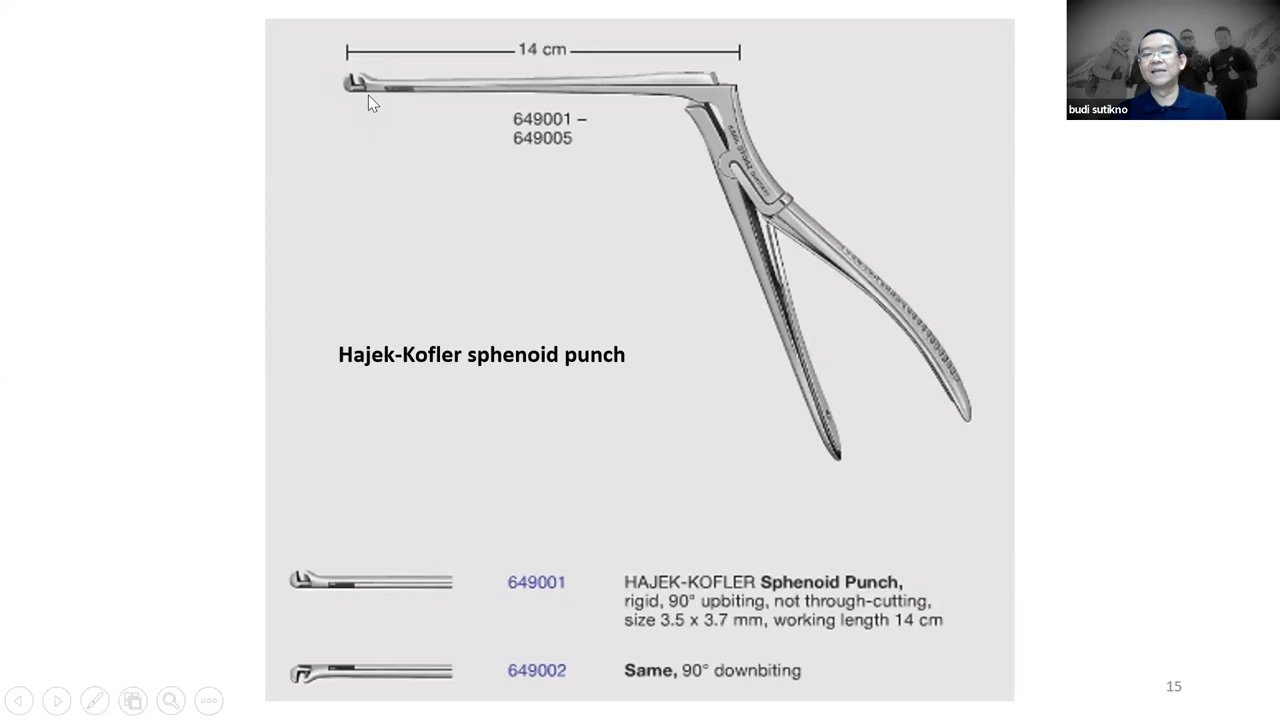 14 cm
budi sutikno
649001 –
649005
Hajek-Kofler sphenoid punch
649001
HAJEK-KOFLER Sphenoid Punch,
rigid, 90° upbiting, not through-cutting,
size 3.5 x 3.7 mm, working length 14 cm
649002
Same, 90° downbiting
15